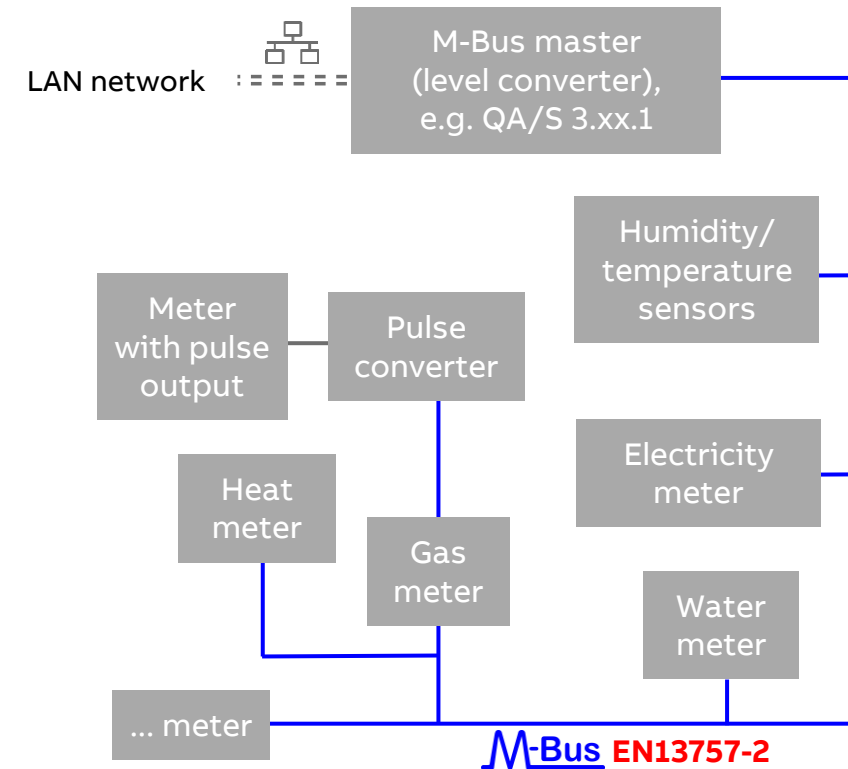 M-Bus master
(level converter),
e.g. QA/S 3.xx.1
LAN network
Humidity/
temperature
sensors
Meter
with pulse
output
Pulse
converter
Electricity
meter
Heat
meter
Gas
meter
Water
meter
... meter
M-Bus EN13757-2